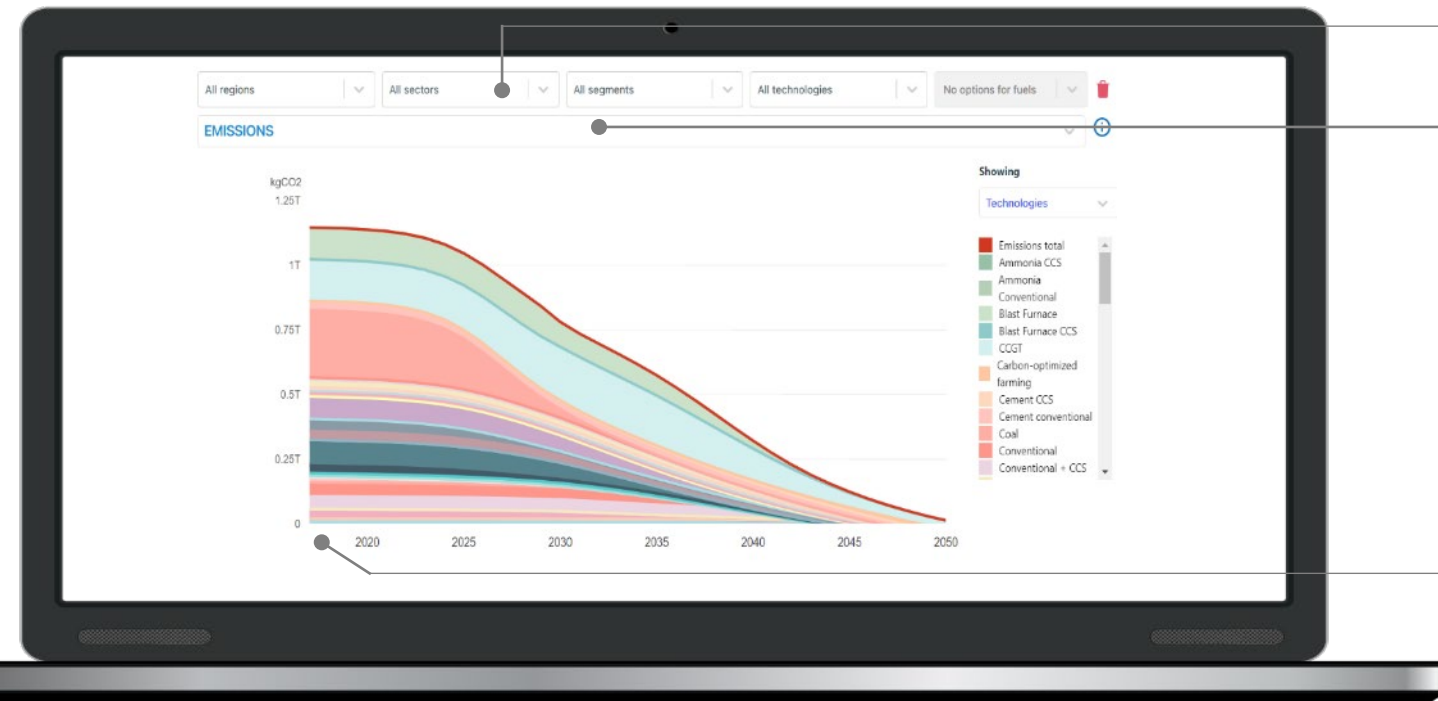 All regions
All sectors
All segments
All technologies
No options for fuels
EMISSIONS
kgCO2
1.25T
1T
0.75T
0.5T
0.25T
0
2020
2025
2030
2035
2040
2045
2050
Showing
Technologies
Emissions total
Ammonia CCS
Ammonia
Conventional
Blast Furnace
Blast Furnace CCS
CCGT
Carbon-optimized
farming
Cement CCS
Cement conventional
Coal
Conventional
Conventional + CCS